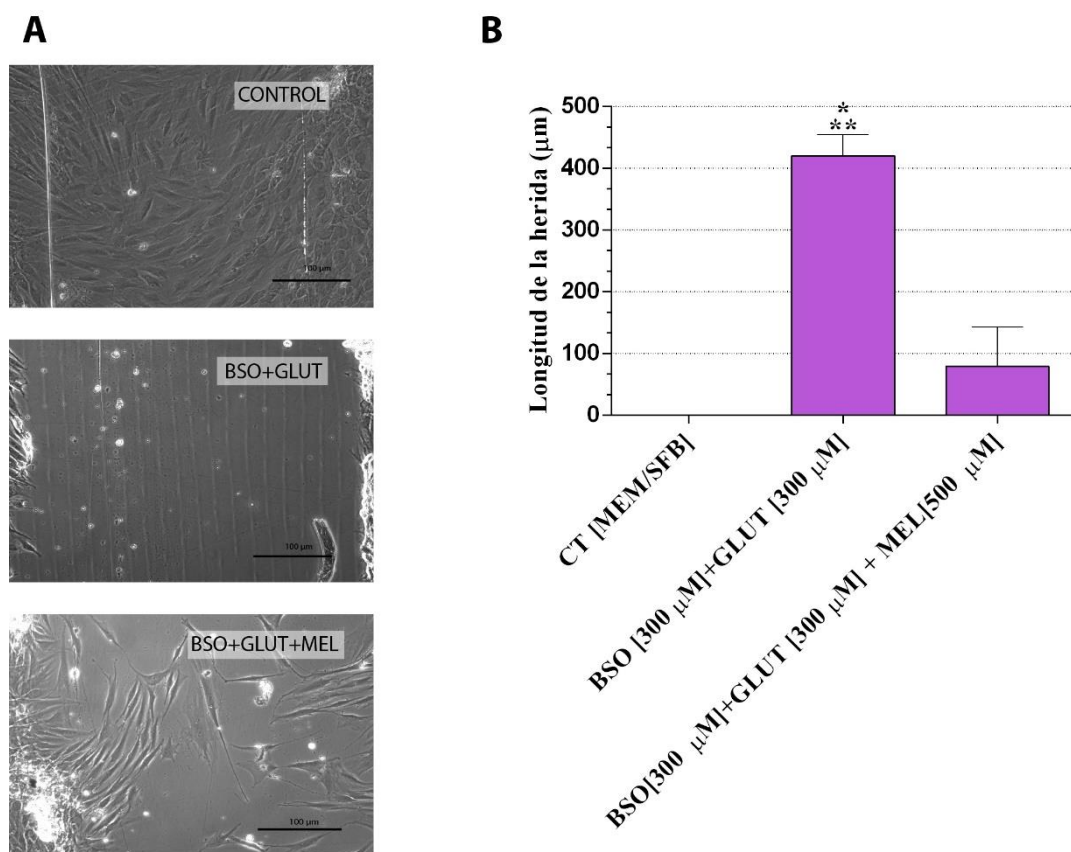 A
CONTROL
100 µm
BSO+GLUT
100 µm
BSO+GLUT+MEL
100 µm
B
Longitud de la herida (µm)
500
400
300
200
100
0
*
**
CT [MEM/SFB]
BSO [300 µM]+GLUT [300 µM]
BSO[300 µM]+GLUT [300 µM] + MEL[500 µM]